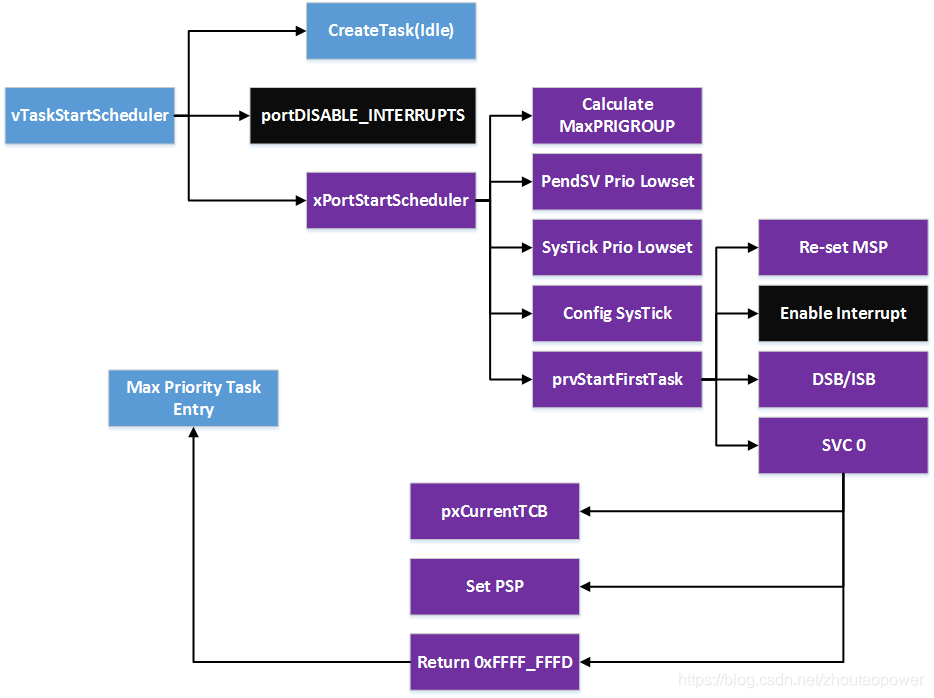 CreateTask(Idle)
vTaskStartScheduler
portDISABLE_INTERRUPTS
Calculate
MaxPRIGROUP
PendSV Prio Lowset
xPortStartScheduler
SysTick Prio Lowset
Re-set MSP
Config SysTick
Enable Interrupt
prvStartFirstTask
DSB/ISB
Max Priority Task
Entry
SVC 0
pxCurrentTCB
Set PSP
Return 0xFFFF_FFFD
https://blog.csdn.net/zhoutaopower